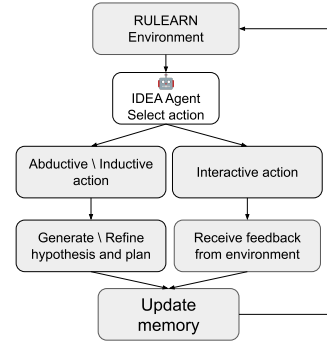 RULEARN
Environment
IDEA Agent
Select action
Abductive \ Inductive
action
Interactive action
Generate \ Refine
hypothesis and plan
Receive feedback
from environment
Update
memory